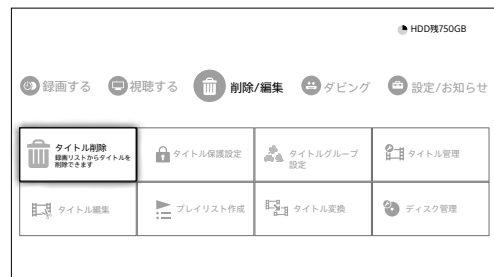 HDD残750GB
録画する 視聴する 削除/編集 ダビング 設定/お知らせ
タイトル削除
録画リストからタイトルを
削除できます
タイトル保護設定
タイトルグループ
設定
タイトル管理
タイトル編集
プレイリスト作成
タイトル変換
ディスク管理